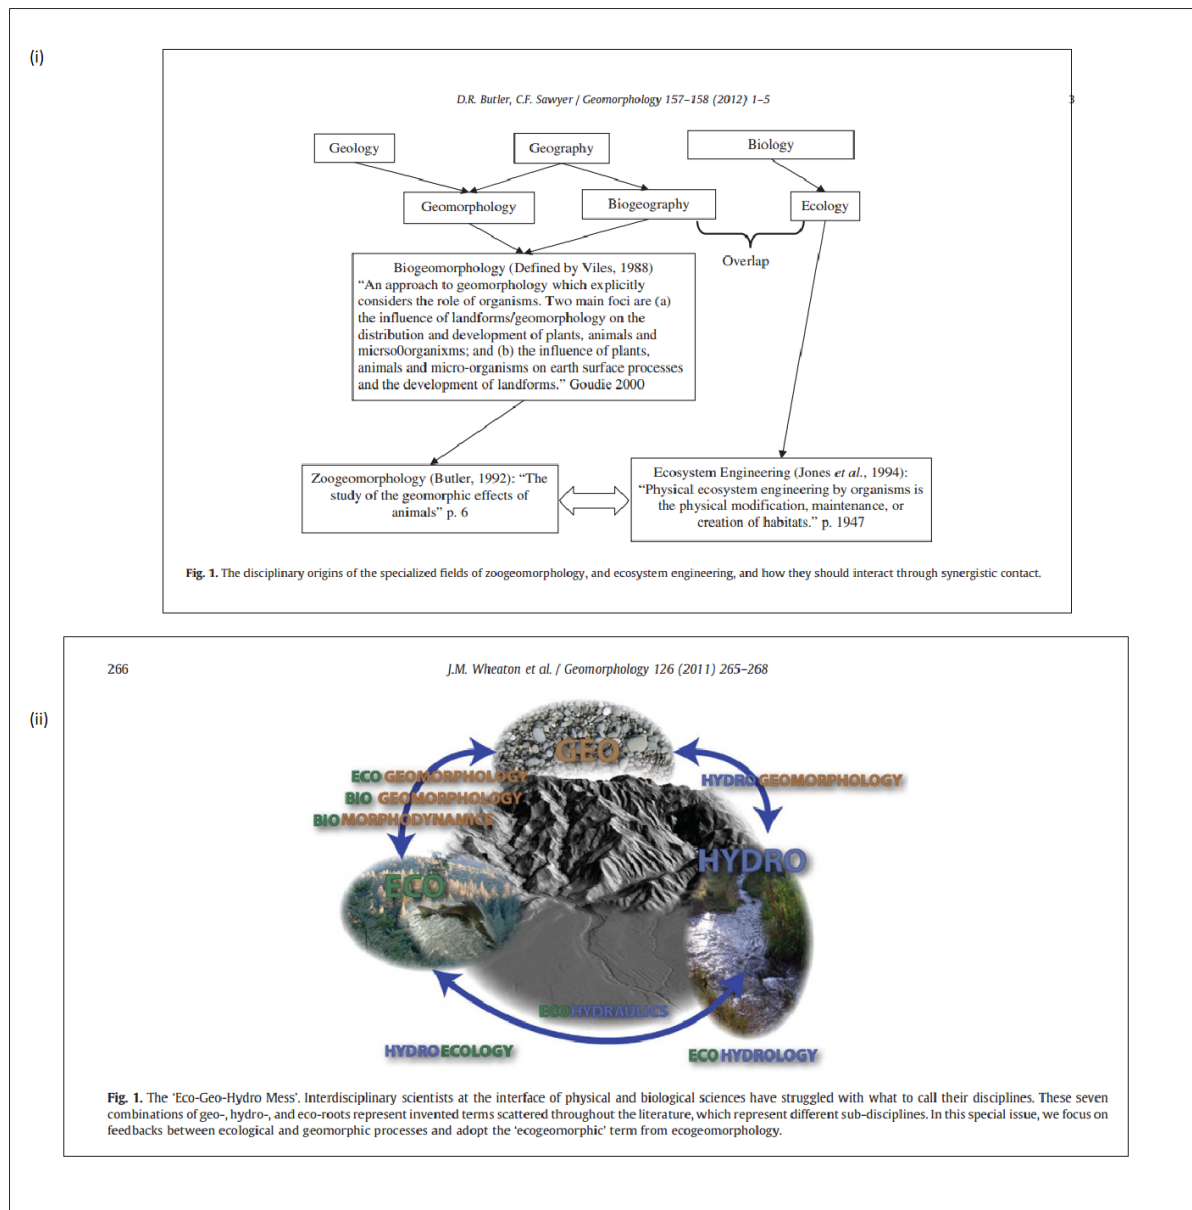 (i)
D.R. Butler, C.F. Sawyer / Geomorphology 157–158 (2012) 1–5
3
Geology
Geography
Biology
Geomorphology
Biogeography
Ecology
Overlap
Biogeomorphology (Defined by Viles, 1988)
“An approach to geomorphology which explicitly
considers the role of organisms. Two main foci are (a)
the influence of landforms/geomorphology on the
distribution and development of plants, animals and
micrso0organixms; and (b) the influence of plants,
animals and micro-organisms on earth surface processes
and the development of landforms.” Goudie 2000
Zoogeomorphology (Butler, 1992): “The
study of the geomorphic effects of
animals” p. 6
Ecosystem Engineering (Jones et al., 1994):
“Physical ecosystem engineering by organisms is
the physical modification, maintenance, or
creation of habitats.” p. 1947
Fig. 1. The disciplinary origins of the specialized fields of zoogeomorphology, and ecosystem engineering, and how they should interact through synergistic contact.
(ii)
266
J.M. Wheaton et al. / Geomorphology 126 (2011) 265–268
GEO
ECO GEOMORPHOLOGY
BIO GEOMORPHOLOGY
BIOMORPHODYNAMICS
HYDROGEOMORPHOLOGY
HYDRO
ECO
ECOHYDRAULICS
HYDROECOLOGY
ECO HYDROLOGY
Fig. 1. The ‘Eco-Geo-Hydro Mess’. Interdisciplinary scientists at the interface of physical and biological sciences have struggled with what to call their disciplines. These seven
combinations of geo-, hydro-, and eco-roots represent invented terms scattered throughout the literature, which represent different sub-disciplines. In this special issue, we focus on
feedbacks between ecological and geomorphic processes and adopt the ‘ecogeomorphic’ term from ecogeomorphology.